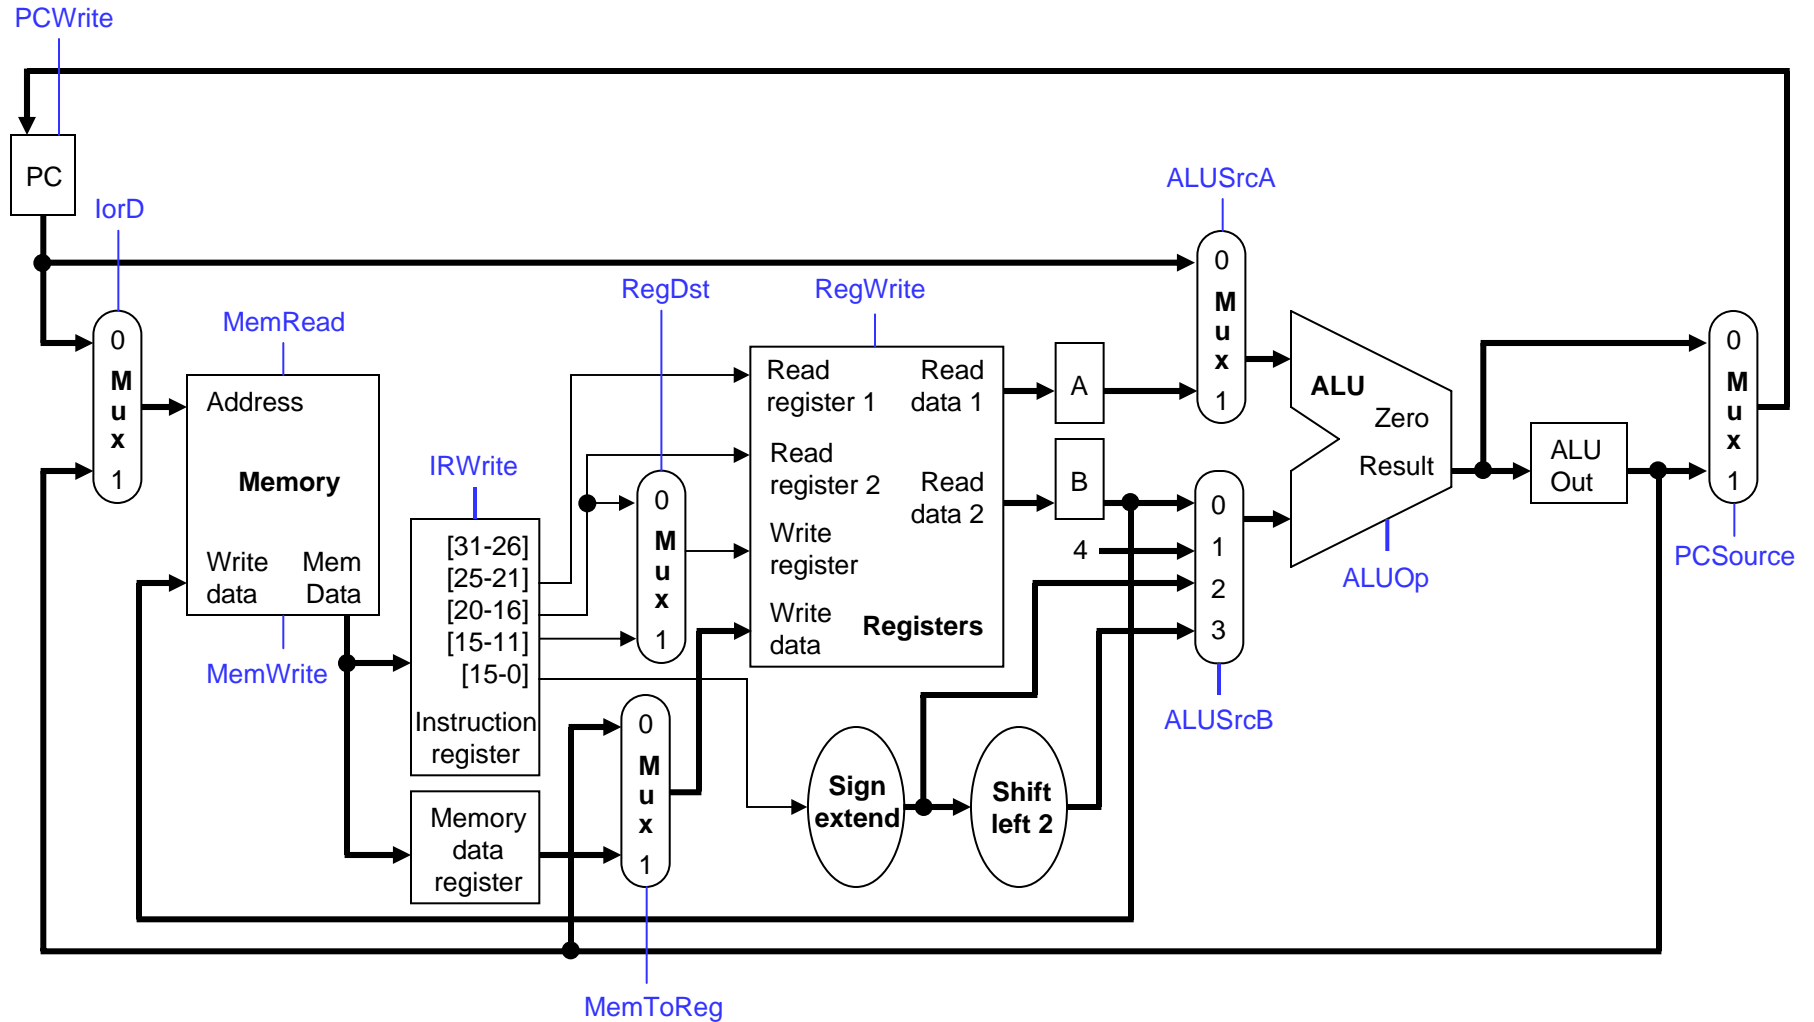 PCWrite
PC
IorD
0
M
u
x
1
MemRead
Address
Memory
Write
data
Mem
Data
MemWrite
IRWrite
[31-26]
[25-21]
[20-16]
[15-11]
[15-0]
Instruction
register
Memory
data
register
RegDst
0
M
u
x
1
0
M
u
x
1
MemToReg
RegWrite
Read
register 1
Read
data 1
Read
register 2
Read
data 2
Write
register
Write
data
Registers
Sign
extend
Shift
left 2
A
B
4
ALUSrcA
0
M
u
x
1
0
1
2
3
ALUSrcB
ALU
Zero
Result
ALUOp
ALU
Out
0
M
u
x
1
PCSource